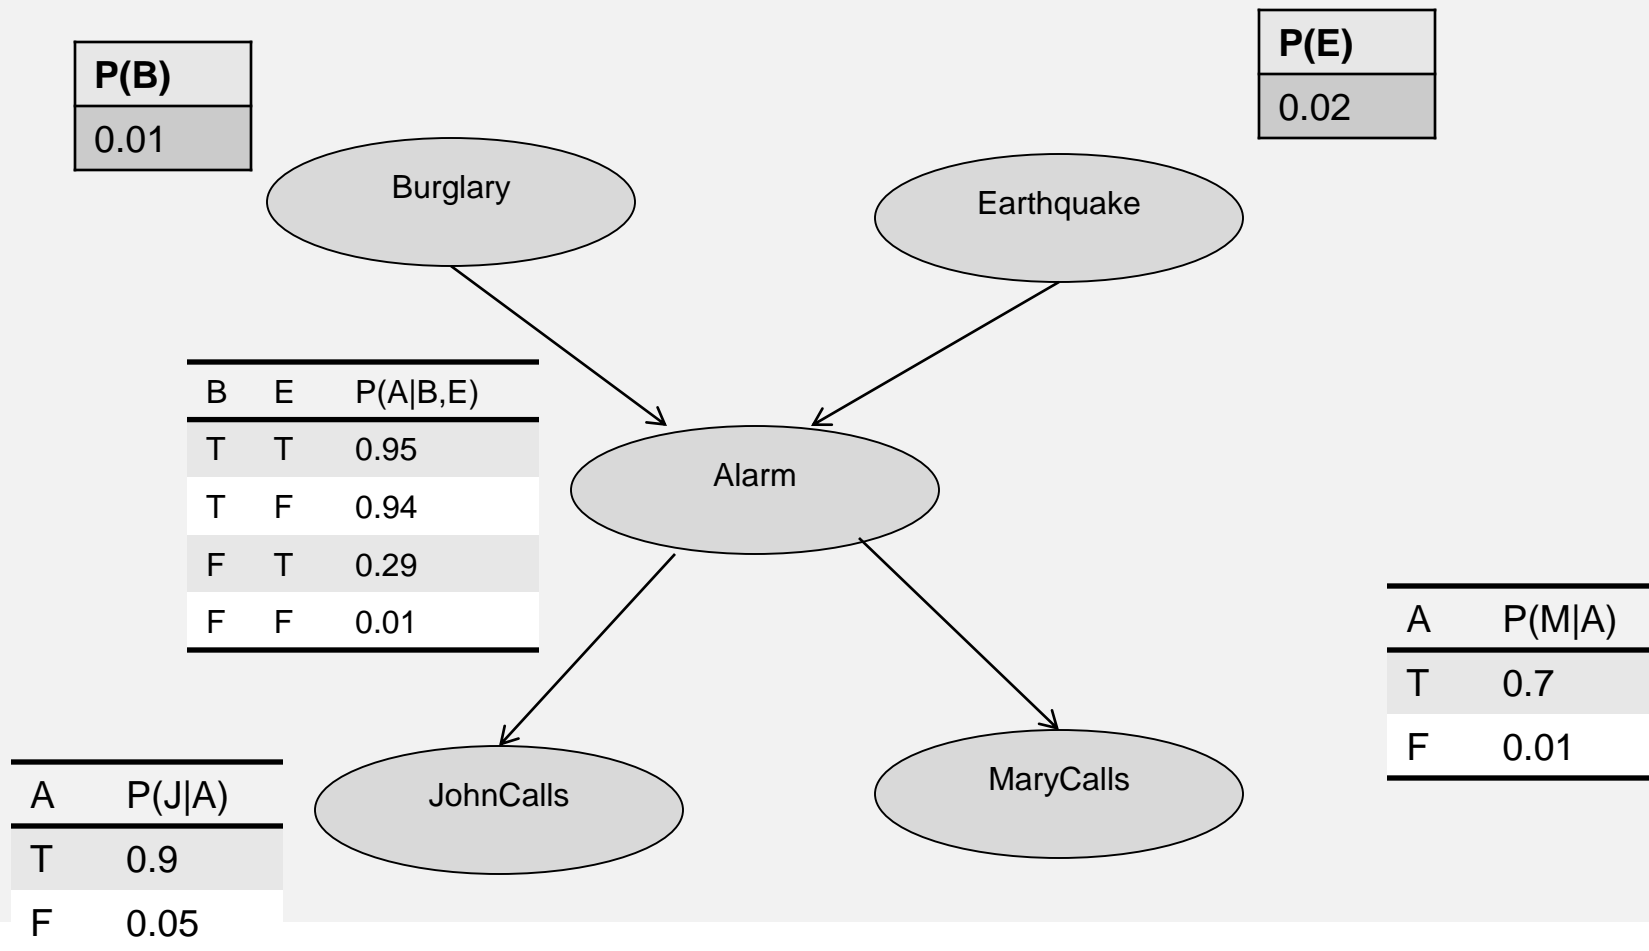 P(E)
0.02
P(B)
0.01
Burglary
Earthquake
B E P(A|B,E)
T T 0.95
T F 0.94
F T 0.29
F F 0.01
Alarm
A P(M|A)
T 0.7
F 0.01
A P(J|A)
T 0.9
F 0.05
JohnCalls
MaryCalls